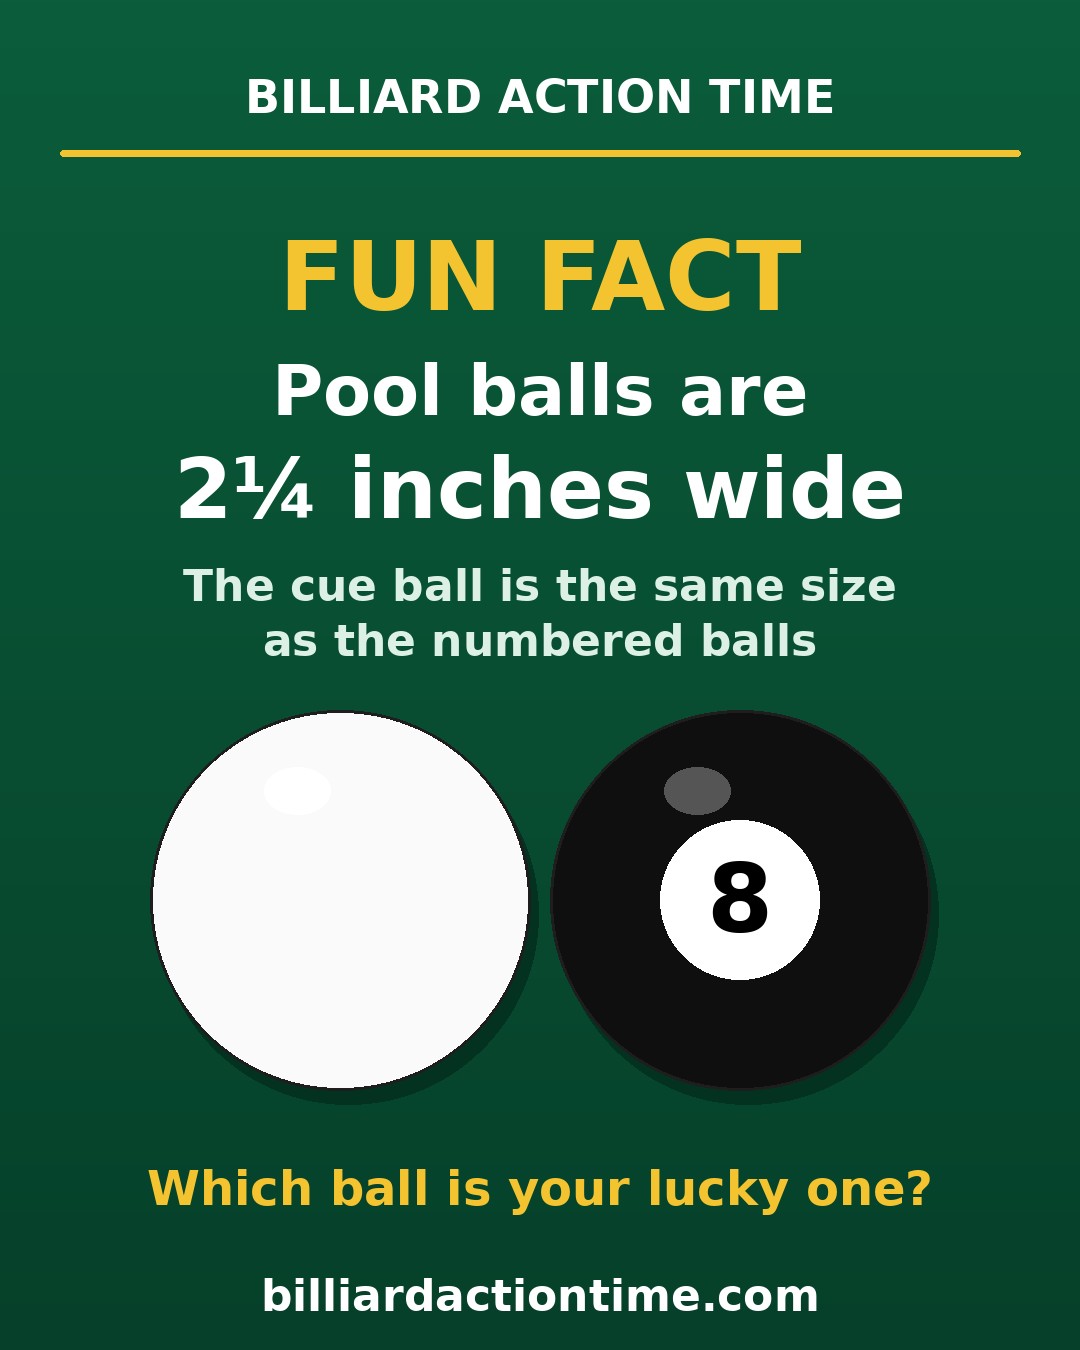 BILLIARD ACTION TIME
FUN FACT
Pool balls are
2¼ inches wide
The cue ball is the same size
as the numbered balls
8
Which ball is your lucky one?
billiardactiontime.com